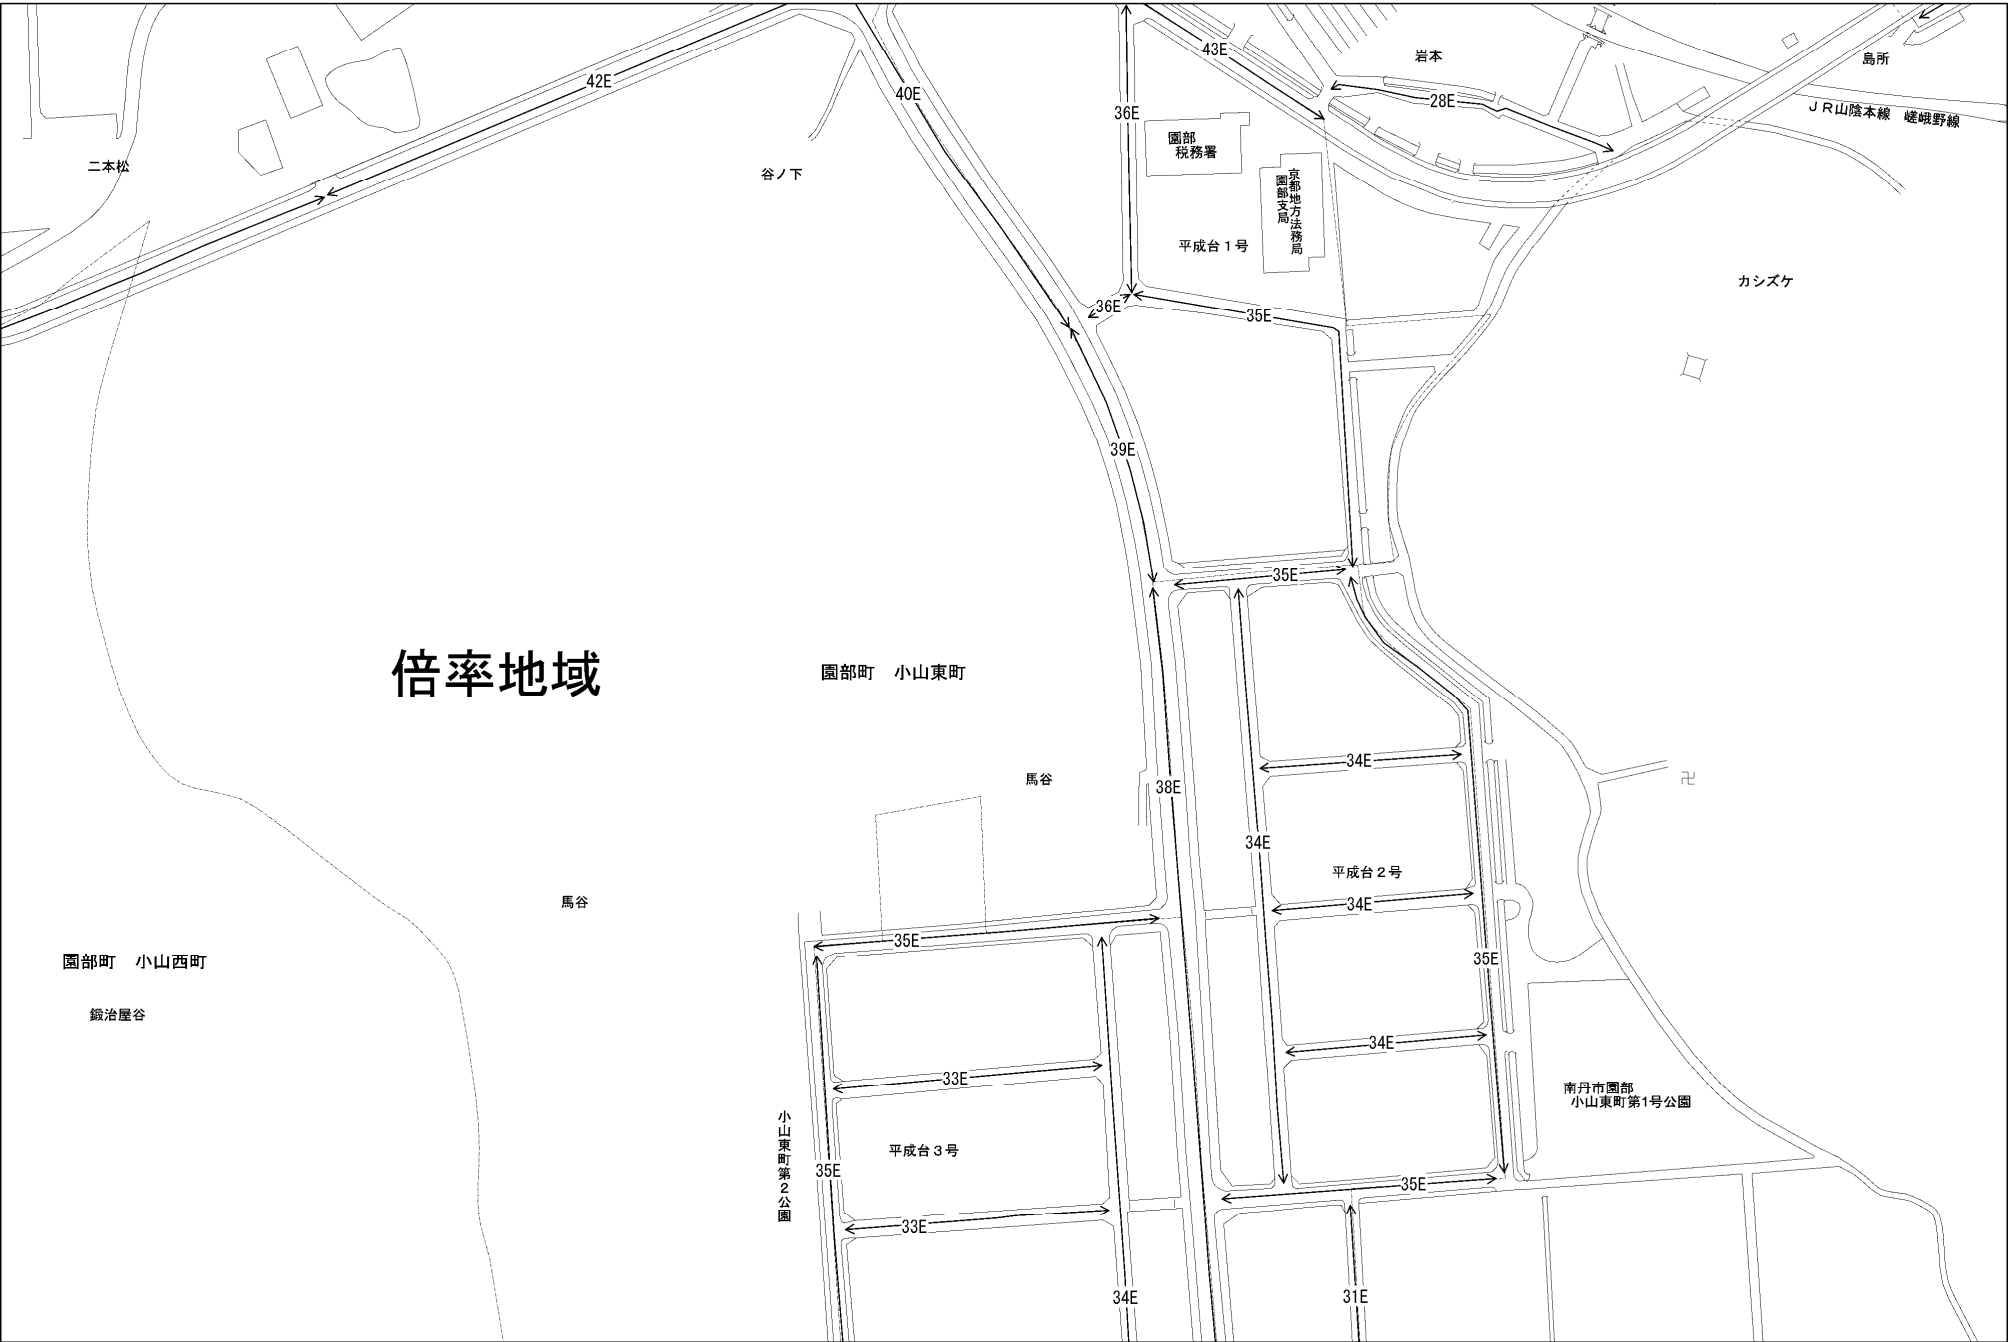 43E
岩本
島所
42E
40E
28E
36E
JR山陰本線　嵯峨野線
園部
税務署
二本松
谷ノ下
京都地方法務局
園部支局
平成台1号
カシズケ
36E
35E
39E
35E
倍率地域
園部町　小山東町
34E
馬谷
38E
卍
34E
平成台2号
馬谷
34E
35E
35E
園部町　小山西町
鍛治屋谷
34E
33E
南丹市園部
小山東町第1号公園
小山東町第2公園
平成台3号
35E
35E
33E
34E
31E